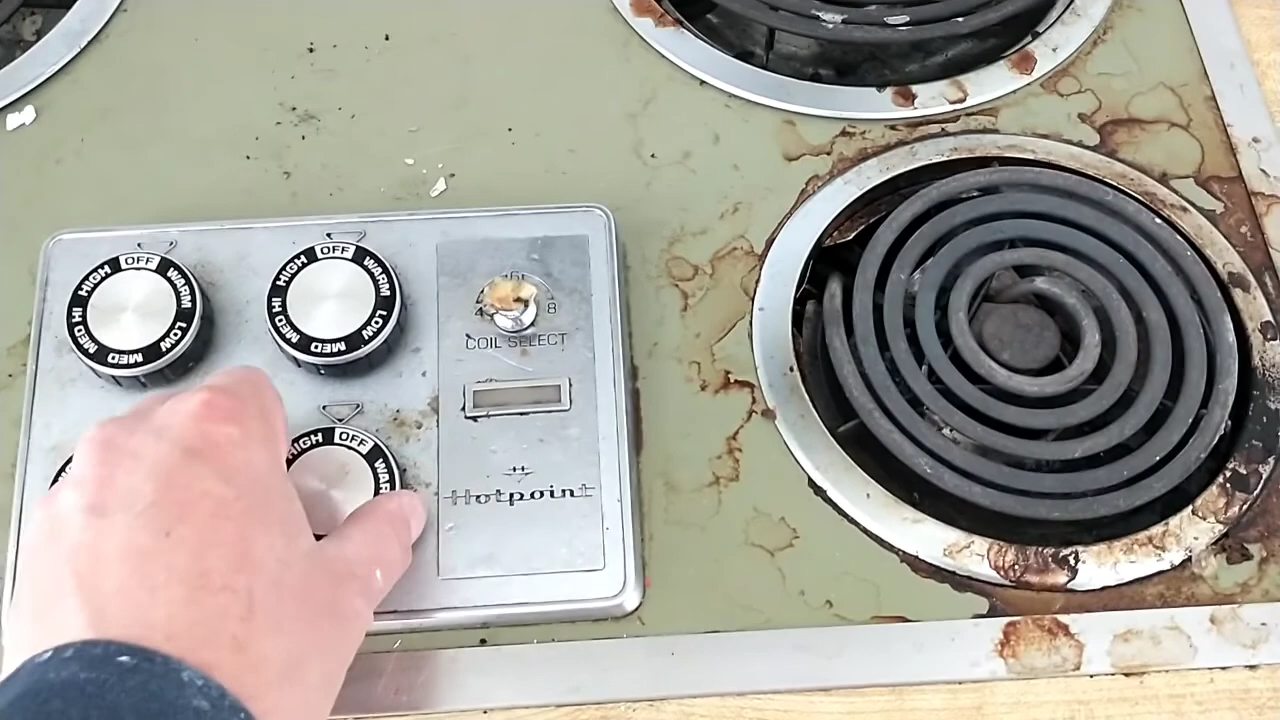 OFF WARM LOW MED MED HI HIGH
OFF WARM LOW MED MED HI HIGH
HIGH OFF
4 6 8
COIL SELECT
Hotpoint